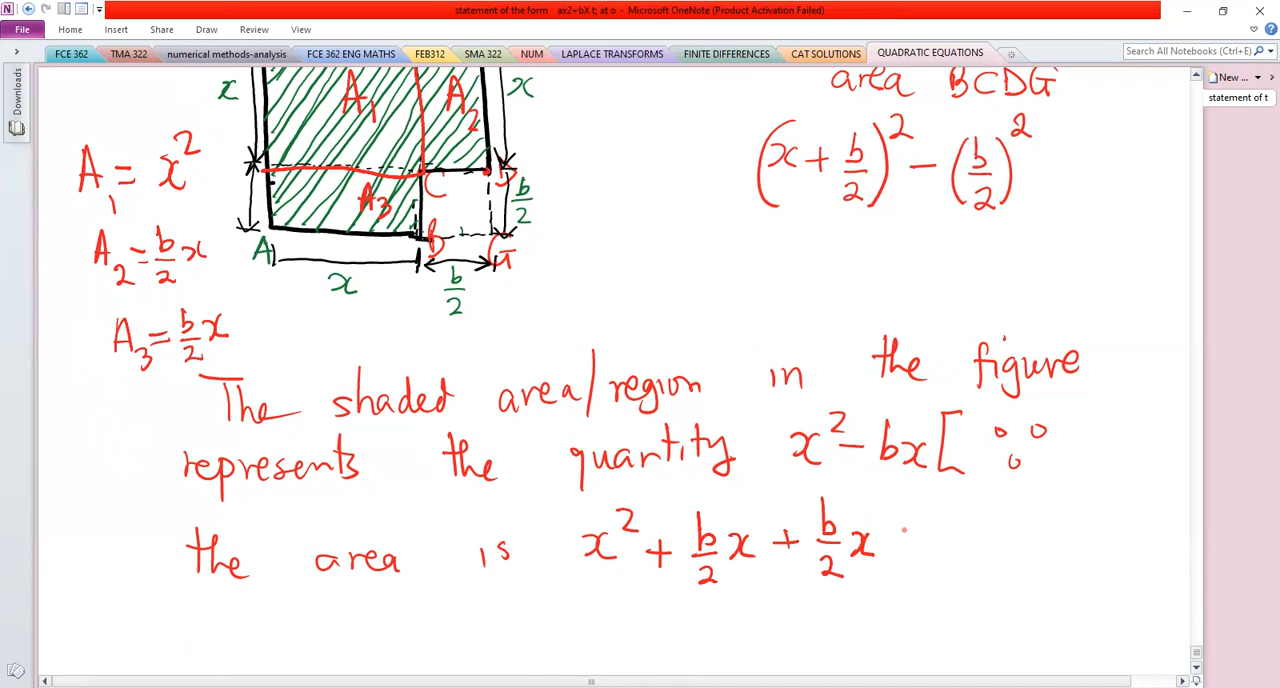 statement of the form ax2+bX t; at o - Microsoft OneNote (Product Activation Failed)
File Home Insert Share Draw Review View
FCE 362 TMA 322 numerical methods-analysis FCE 362 ENG MATHS FEB312 SMA 322 NUM LAPLACE TRANSFORMS FINITE DIFFERENCES CAT SOLUTIONS QUADRATIC EQUATIONS
Search All Notebooks (Ctrl+E)
Downloads
New ...
statement of t
area BCDG
x A₁ A₂ x
(x + b/2)² - (b/2)²
A₁ = x²
C D
A₃ b/2
A₂ = b/2 x
A B G
x b/2
A₃ = b/2 x
The shaded area/region in the figure
represents the quantity x² - bx [ ∵
the area is x² + b/2 x + b/2 x